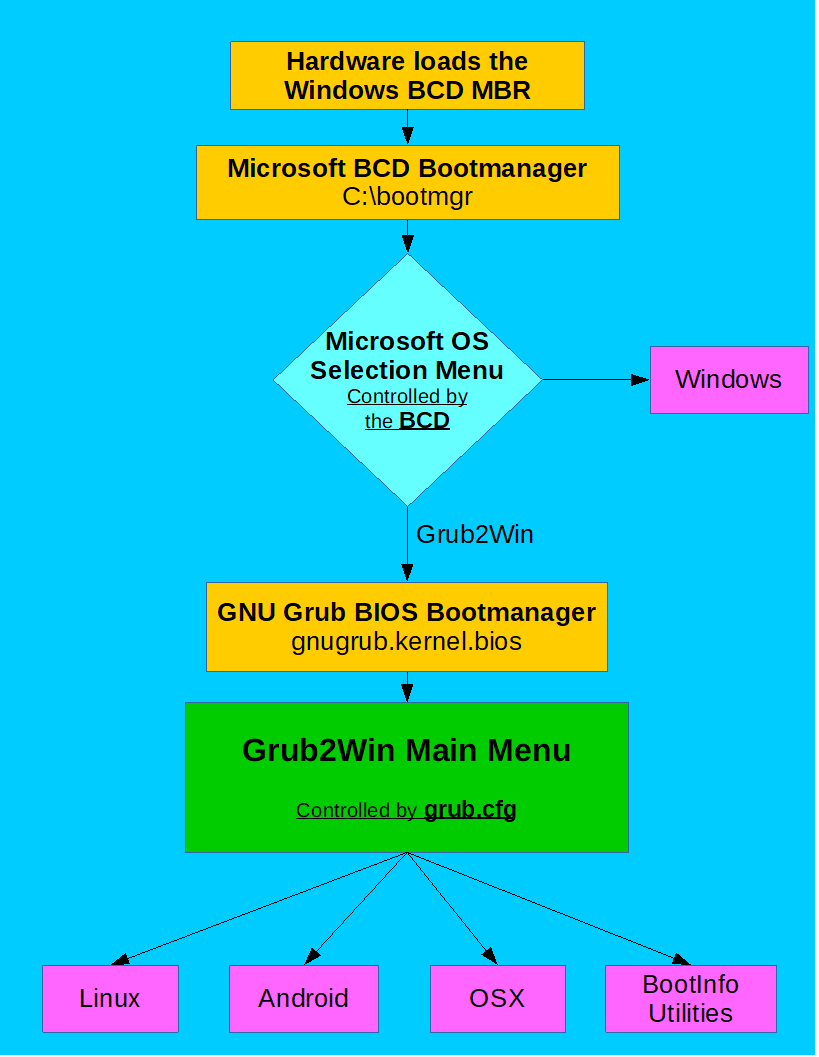 Hardware loads the
Windows BCD MBR
Microsoft BCD Bootmanager
C:\bootmgr
Microsoft OS
Selection Menu
Controlled by
the BCD
Windows
Grub2Win
GNU Grub BIOS Bootmanager
gnugrub.kernel.bios
Grub2Win Main Menu
Controlled by grub.cfg
Linux
Android
OSX
BootInfo
Utilities